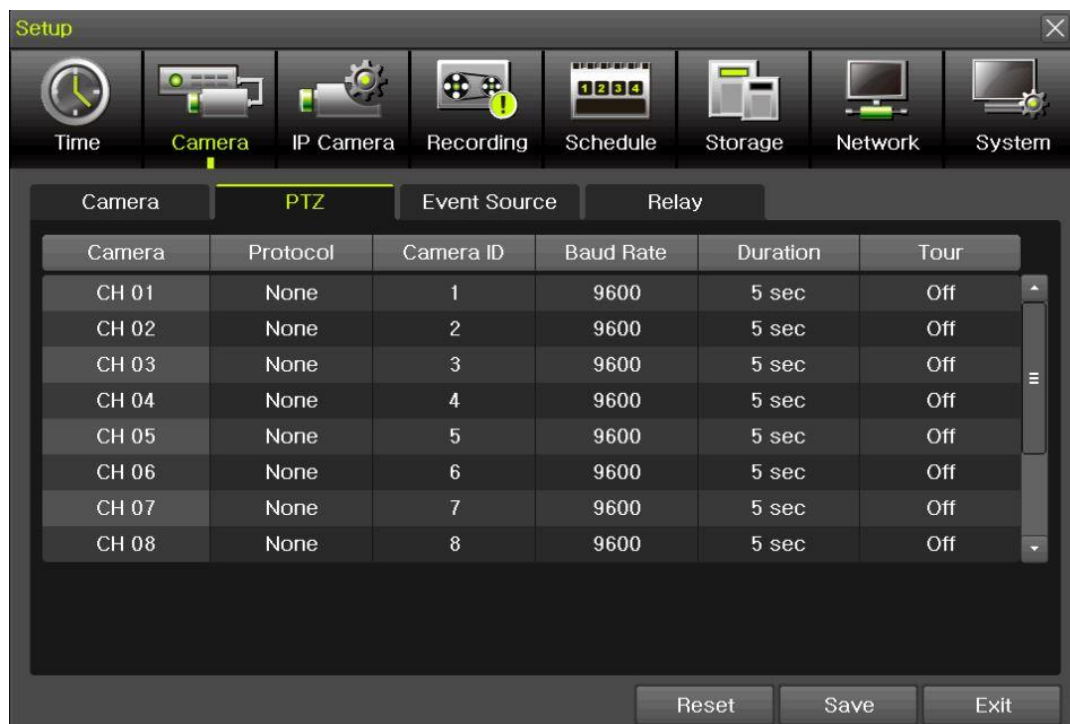 Setup
1 2 3 4
Time Camera IP Camera Recording Schedule Storage Network System
Camera PTZ Event Source Relay
Camera Protocol Camera ID Baud Rate Duration Tour
CH 01 None 1 9600 5 sec Off
CH 02 None 2 9600 5 sec Off
CH 03 None 3 9600 5 sec Off
CH 04 None 4 9600 5 sec Off
CH 05 None 5 9600 5 sec Off
CH 06 None 6 9600 5 sec Off
CH 07 None 7 9600 5 sec Off
CH 08 None 8 9600 5 sec Off
Reset Save Exit